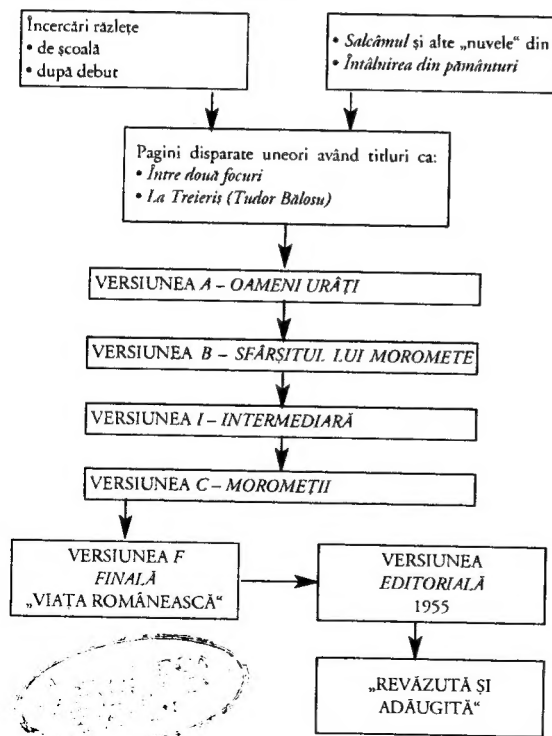 Încercări răzlețe
• de școală
• după debut
• Salcâmul și alte „nuvele“ din
• Întâlnirea din pământuri
Pagini disparate uneori având titluri ca:
• Între două focuri
• La Treieriș (Tudor Bălosu)
VERSIUNEA A – OAMENI URÂȚI
VERSIUNEA B – SFÂRȘITUL LUI MOROMETE
VERSIUNEA I – INTERMEDIARĂ
VERSIUNEA C – MOROMEȚII
VERSIUNEA F
FINALĂ
„VIAȚA ROMÂNEASCĂ“
VERSIUNEA
EDITORIALĂ
1955
„REVĂZUTĂ ȘI
ADĂUGITĂ“